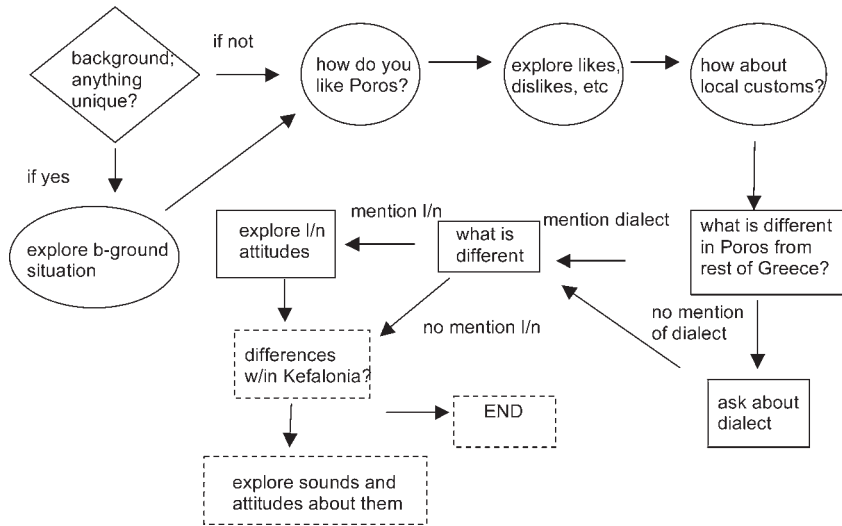 background;
anything
unique?
if not
how do you
like Poros?
explore likes,
dislikes, etc
how about
local customs?
if yes
explore b-ground
situation
explore l/n
attitudes
mention l/n
what is
different
mention dialect
what is different
in Poros from
rest of Greece?
no mention
of dialect
no mention l/n
differences
w/in Kefalonia?
END
ask about
dialect
explore sounds and
attitudes about them